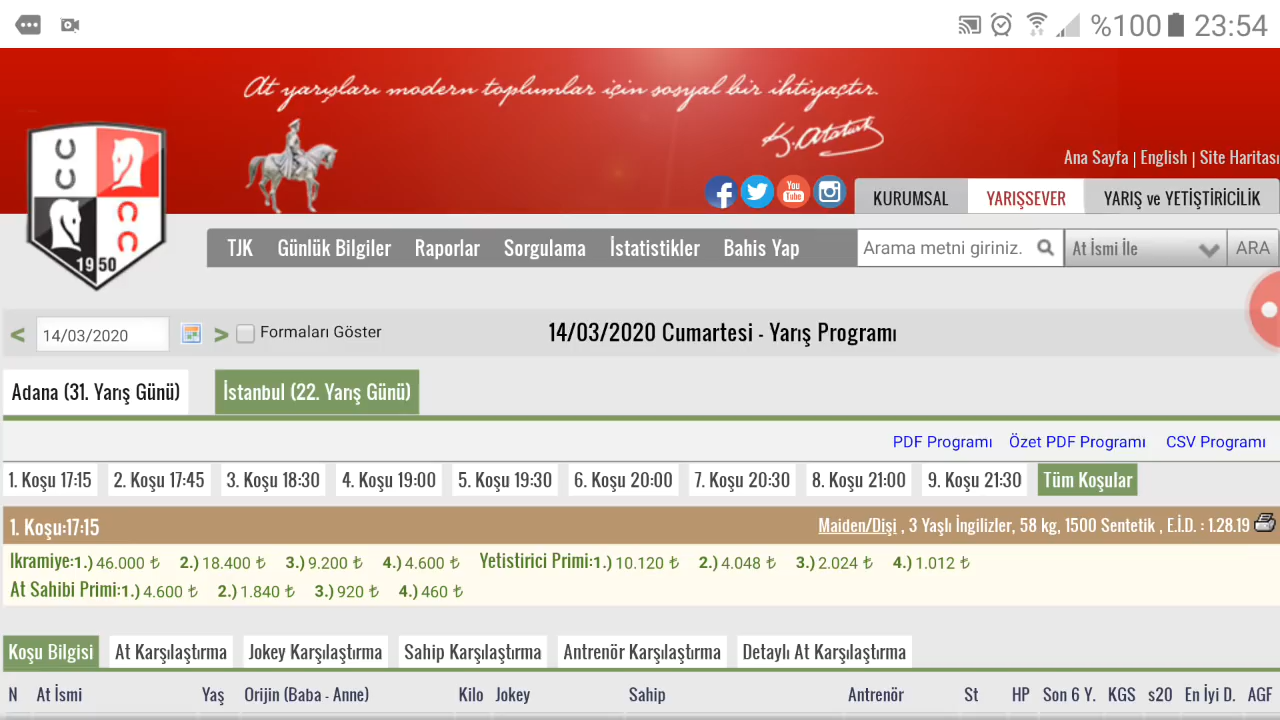 %100 23:54
At yarışları modern toplumlar için sosyal bir ihtiyaçtır.
K. Atatürk
Ana Sayfa | English | Site Haritası
You Tube
KURUMSAL YARIŞSEVER YARIŞ ve YETİŞTİRİCİLİK
1950
TJK Günlük Bilgiler Raporlar Sorgulama İstatistikler Bahis Yap Arama metni giriniz. At İsmi İle ARA
< 14/03/2020 > Formaları Göster 14/03/2020 Cumartesi - Yarış Programı
Adana (31. Yarış Günü) İstanbul (22. Yarış Günü)
PDF Programı Özet PDF Programı CSV Programı
1. Koşu 17:15 2. Koşu 17:45 3. Koşu 18:30 4. Koşu 19:00 5. Koşu 19:30 6. Koşu 20:00 7. Koşu 20:30 8. Koşu 21:00 9. Koşu 21:30 Tüm Koşular
1. Koşu:17:15 Maiden/Dişi , 3 Yaşlı İngilizler, 58 kg, 1500 Sentetik , E.İ.D. : 1.28.19
Ikramiye:1.) 46.000 ₺ 2.) 18.400 ₺ 3.) 9.200 ₺ 4.) 4.600 ₺ Yetistirici Primi:1.) 10.120 ₺ 2.) 4.048 ₺ 3.) 2.024 ₺ 4.) 1.012 ₺
At Sahibi Primi:1.) 4.600 ₺ 2.) 1.840 ₺ 3.) 920 ₺ 4.) 460 ₺
Koşu Bilgisi At Karşılaştırma Jokey Karşılaştırma Sahip Karşılaştırma Antrenör Karşılaştırma Detaylı At Karşılaştırma
N At İsmi Yaş Orijin (Baba - Anne) Kilo Jokey Sahip Antrenör St HP Son 6 Y. KGS s20 En İyi D. AGF